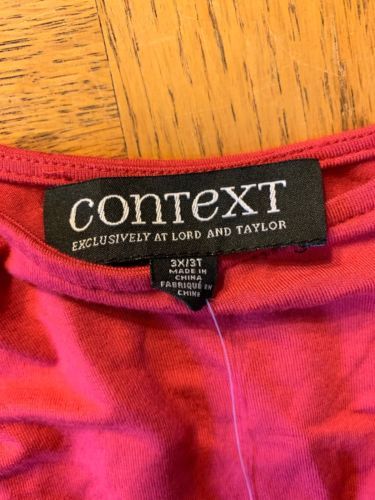 conteXT
EXCLUSIVELY AT LORD AND TAYLOR
3X/3T
MADE IN
CHINA
FABRIQUÉ EN
CHINE